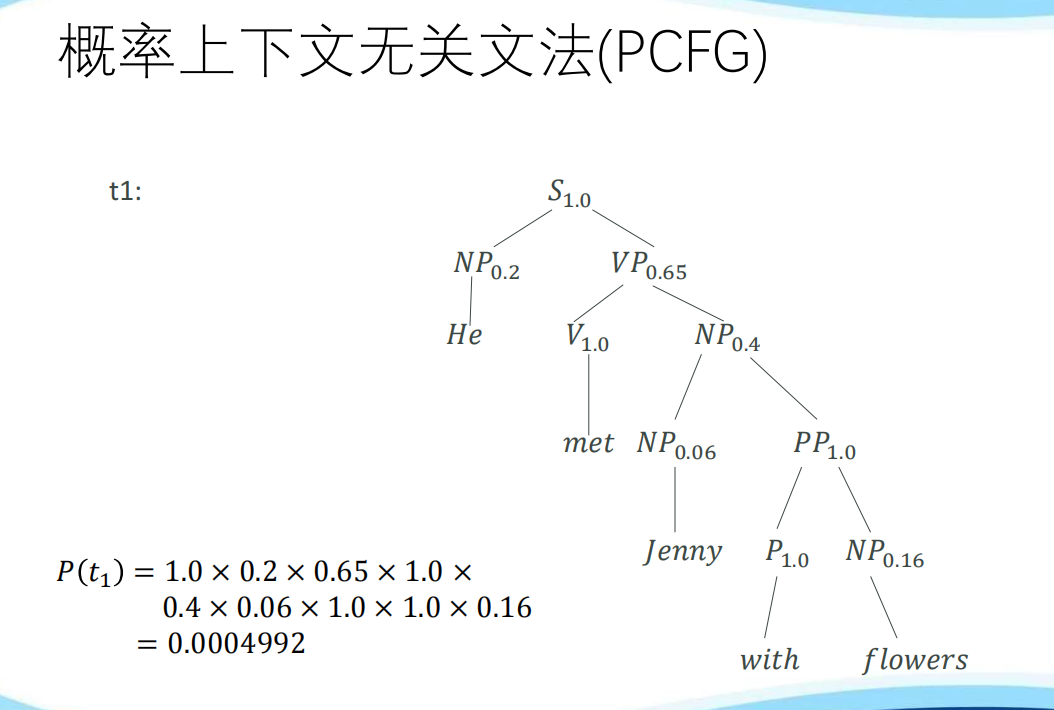 概率上下文无关文法(PCFG)
t1:
S1.0
NP0.2 VP0.65
He V1.0 NP0.4
met NP0.06 PP1.0
Jenny P1.0 NP0.16
P(t1) = 1.0 × 0.2 × 0.65 × 1.0 ×
0.4 × 0.06 × 1.0 × 1.0 × 0.16
= 0.0004992
with flowers